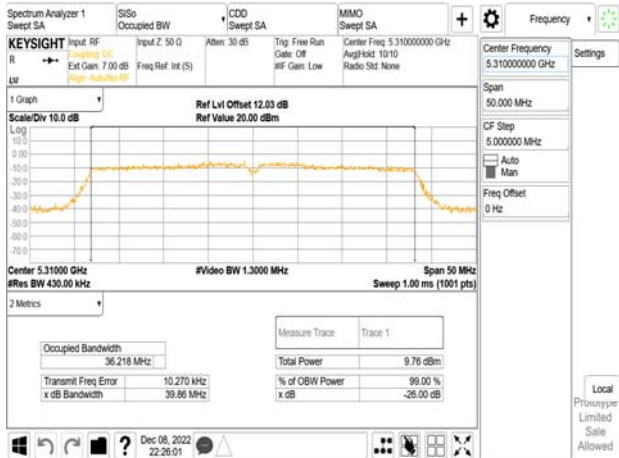 Spectrum Analyzer 1
Swept SA
SiSo
Occupied BW
CDD
Swept SA
MIMO
Swept SA
+
Frequency
KEYSIGHT
R
LXI
Input: RF
Coupling: DC
Ext Gain: 7.00 dB
Align: Auto/No RF
Input Z: 50 Ω
Freq Ref: Int (S)
Atten: 30 dB
Trig: Free Run
Gate: Off
#IF Gain: Low
Center Freq: 5.310000000 GHz
Avg|Hold: 10/10
Radio Std: None
Center Frequency
5.310000000 GHz
Settings
Span
50.000 MHz
CF Step
5.000000 MHz
Auto
Man
Freq Offset
0 Hz
1 Graph
Scale/Div 10.0 dB
Ref Lvl Offset 12.03 dB
Ref Value 20.00 dBm
Log
10.0
0.00
-10.0
-20.0
-30.0
-40.0
-50.0
-60.0
-70.0
Center 5.31000 GHz
#Video BW 1.3000 MHz
Span 50 MHz
#Res BW 430.00 kHz
Sweep 1.00 ms (1001 pts)
2 Metrics
Measure Trace
Trace 1
Occupied Bandwidth
36.218 MHz
Total Power
9.76 dBm
Transmit Freq Error
10.270 kHz
% of OBW Power
99.00 %
x dB Bandwidth
39.86 MHz
x dB
-26.00 dB
Local
Prototype
Limited
Sale
Allowed
?
Dec 08, 2022
22:26:01